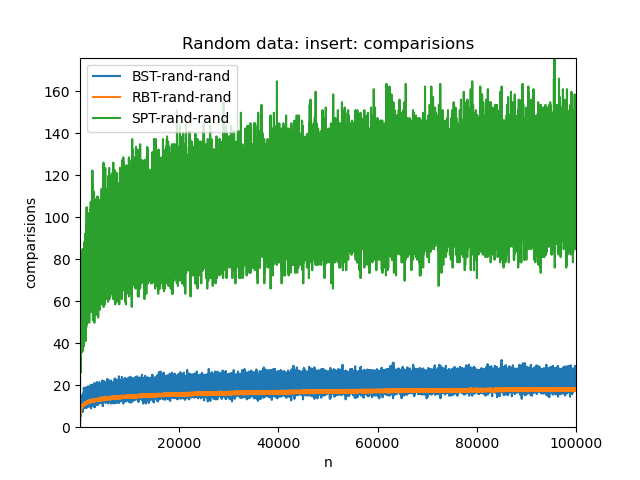 Random data: insert: comparisions
BST-rand-rand
RBT-rand-rand
SPT-rand-rand
comparisions
160
140
120
100
80
60
40
20
0
20000 40000 60000 80000 100000
n